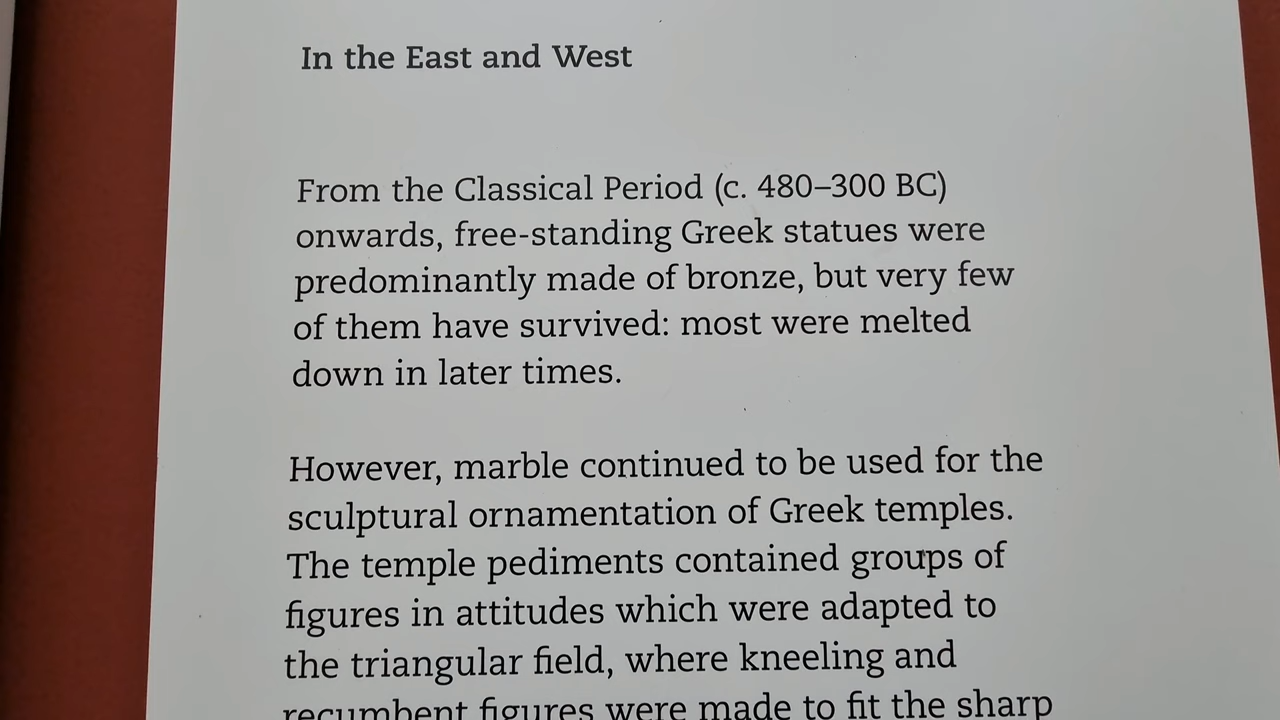 In the East and West
From the Classical Period (c. 480–300 BC)
onwards, free-standing Greek statues were
predominantly made of bronze, but very few
of them have survived: most were melted
down in later times.
However, marble continued to be used for the
sculptural ornamentation of Greek temples.
The temple pediments contained groups of
figures in attitudes which were adapted to
the triangular field, where kneeling and
recumbent figures were made to fit the sharp